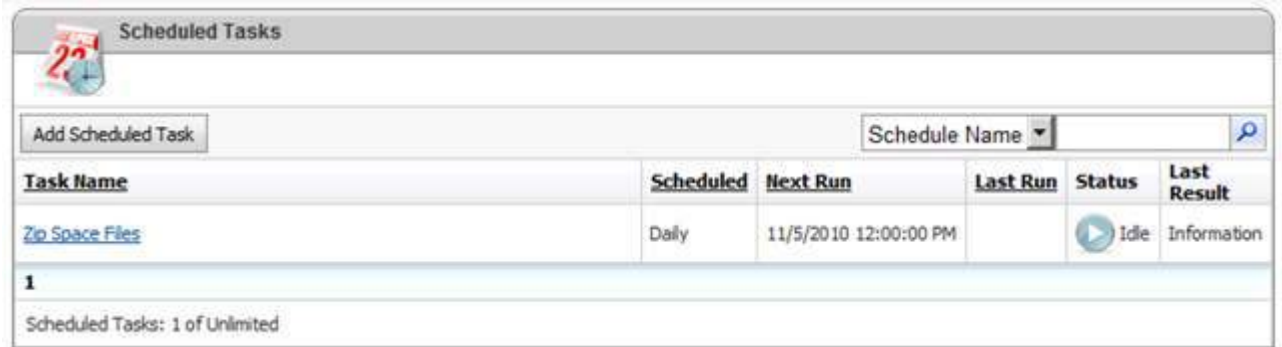 Scheduled Tasks
Add Scheduled Task
Schedule Name
Task Name Scheduled Next Run Last Run Status Last Result
Zip Space Files Daily 11/5/2010 12:00:00 PM Idle Information
1
Scheduled Tasks: 1 of Unlimited